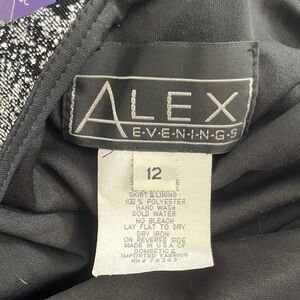 ALEX
E-V-E-N-I-N-G-S
12
SKIRT & LINING
100% POLYESTER
HAND WASH
COLD WATER
NO BLEACH
LAY FLAT TO DRY
DRY IRON
ON REVERSE SIDE
MADE IN U.S.A OF
DOMESTIC &
IMPORTED FABRICS